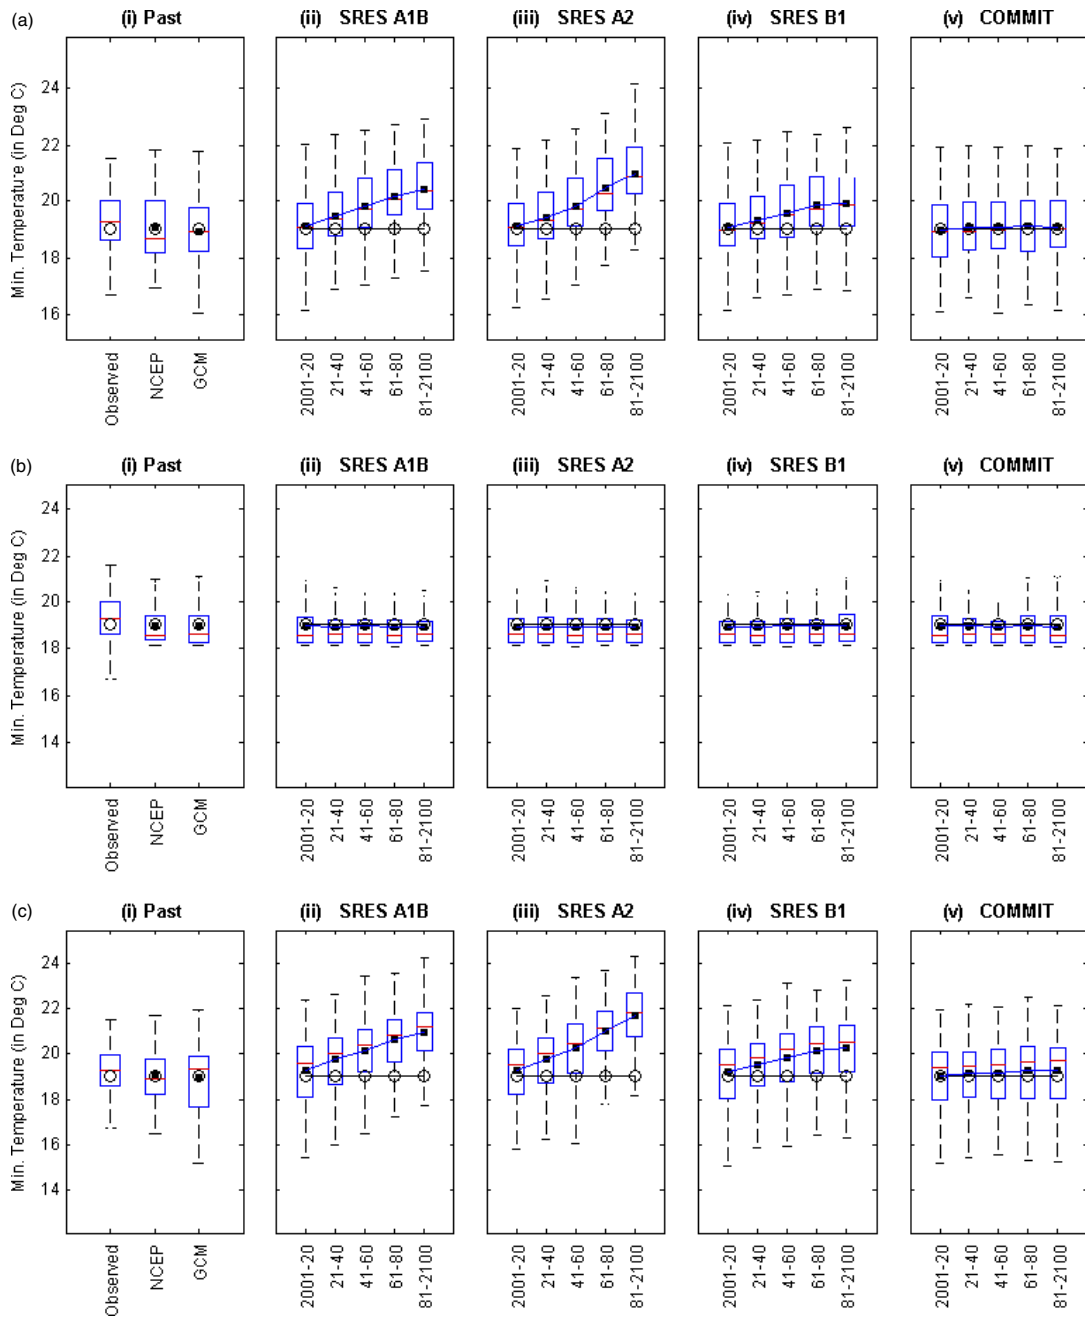 (a) (i) Past (ii) SRES A1B (iii) SRES A2 (iv) SRES B1 (v) COMMIT
Min. Temperature (in Deg C)
24
22
20
18
16
Observed NCEP GCM 2001-20 21-40 41-60 61-80 81-2100 2001-20 21-40 41-60 61-80 81-2100 2001-20 21-40 41-60 61-80 81-2100 2001-20 21-40 41-60 61-80 81-2100
(b) (i) Past (ii) SRES A1B (iii) SRES A2 (iv) SRES B1 (v) COMMIT
Min. Temperature (in Deg C)
24
22
20
18
16
14
Observed NCEP GCM 2001-20 21-40 41-60 61-80 81-2100 2001-20 21-40 41-60 61-80 81-2100 2001-20 21-40 41-60 61-80 81-2100 2001-20 21-40 41-60 61-80 81-2100
(c) (i) Past (ii) SRES A1B (iii) SRES A2 (iv) SRES B1 (v) COMMIT
Min. Temperature (in Deg C)
24
22
20
18
16
14
Observed NCEP GCM 2001-20 21-40 41-60 61-80 81-2100 2001-20 21-40 41-60 61-80 81-2100 2001-20 21-40 41-60 61-80 81-2100 2001-20 21-40 41-60 61-80 81-2100